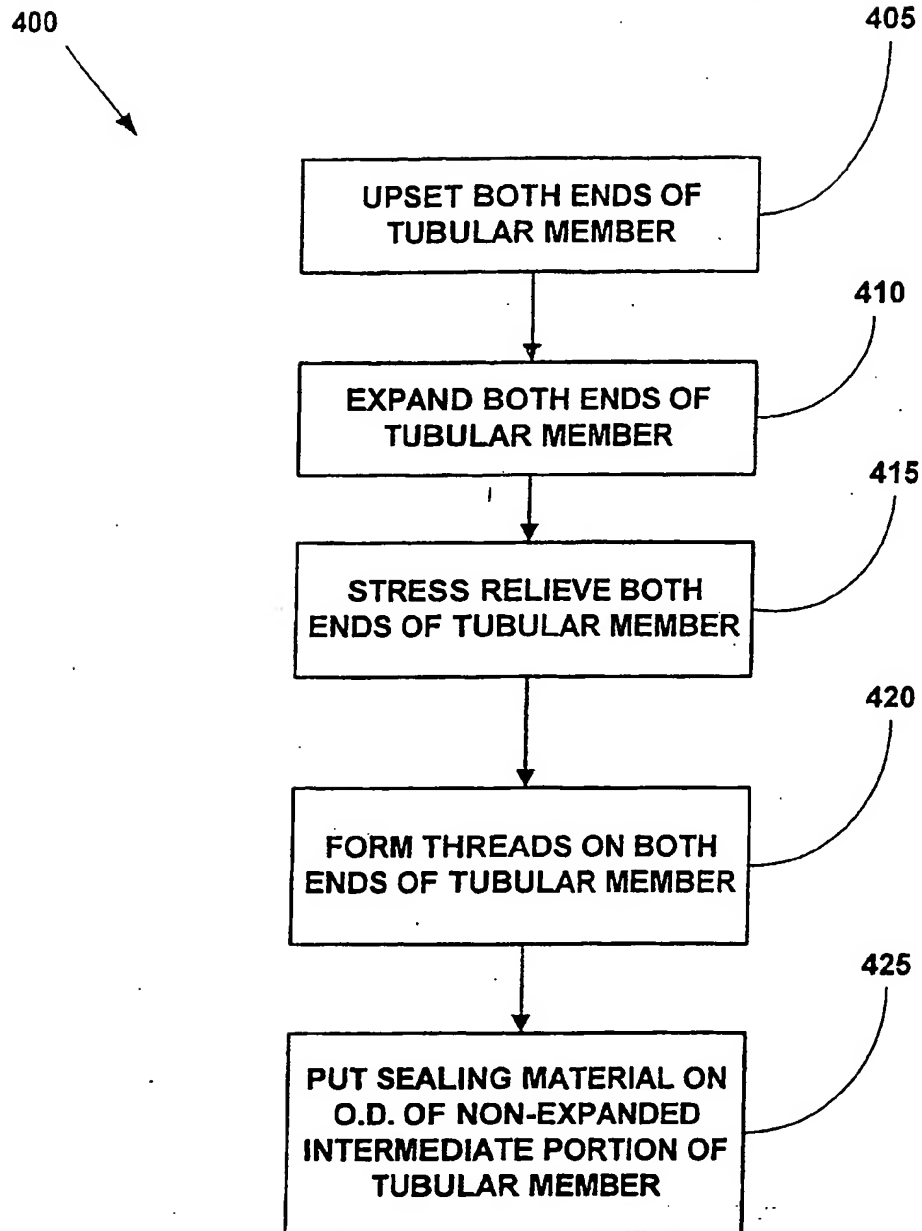 400
405
UPSET BOTH ENDS OF
TUBULAR MEMBER
410
EXPAND BOTH ENDS OF
TUBULAR MEMBER
415
STRESS RELIEVE BOTH
ENDS OF TUBULAR MEMBER
420
FORM THREADS ON BOTH
ENDS OF TUBULAR MEMBER
425
PUT SEALING MATERIAL ON
O.D. OF NON-EXPANDED
INTERMEDIATE PORTION OF
TUBULAR MEMBER